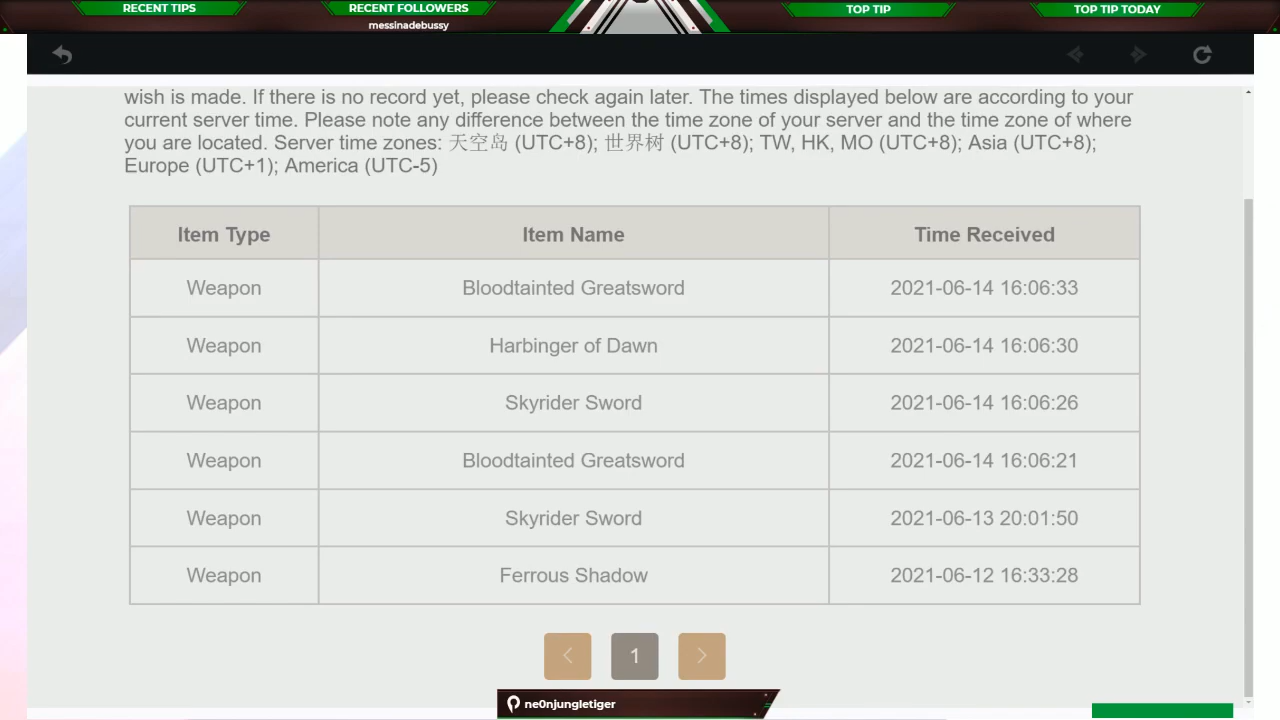 RECENT TIPS
RECENT FOLLOWERS
messinadebussy
TOP TIP
TOP TIP TODAY
wish is made. If there is no record yet, please check again later. The times displayed below are according to your
current server time. Please note any difference between the time zone of your server and the time zone of where
you are located. Server time zones: 天空岛 (UTC+8); 世界树 (UTC+8); TW, HK, MO (UTC+8); Asia (UTC+8);
Europe (UTC+1); America (UTC-5)
Item Type Item Name Time Received
Weapon Bloodtainted Greatsword 2021-06-14 16:06:33
Weapon Harbinger of Dawn 2021-06-14 16:06:30
Weapon Skyrider Sword 2021-06-14 16:06:26
Weapon Bloodtainted Greatsword 2021-06-14 16:06:21
Weapon Skyrider Sword 2021-06-13 20:01:50
Weapon Ferrous Shadow 2021-06-12 16:33:28
1
ne0njungletiger